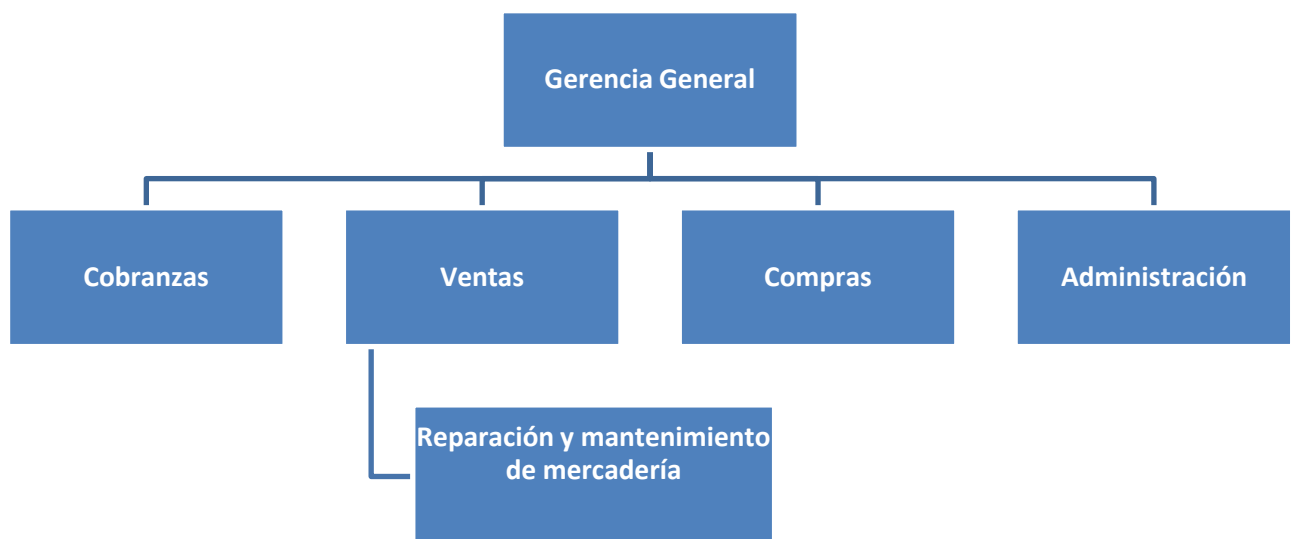 Gerencia General
Cobranzas
Ventas
Compras
Administración
Reparación y mantenimiento
de mercadería